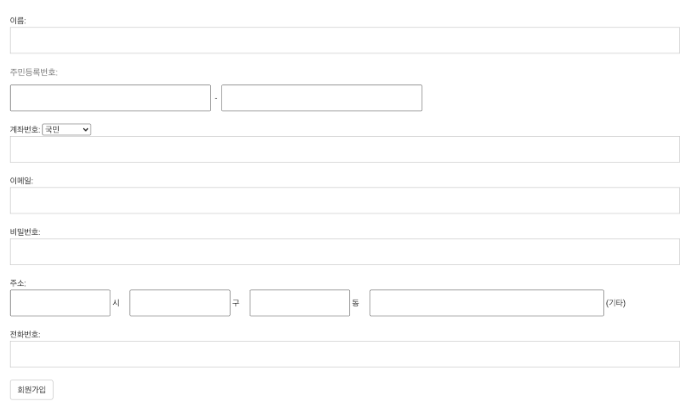 이름:
주민등록번호:
-
계좌번호: 국민
이메일:
비밀번호:
주소:
시 구 동 (기타)
전화번호:
회원가입